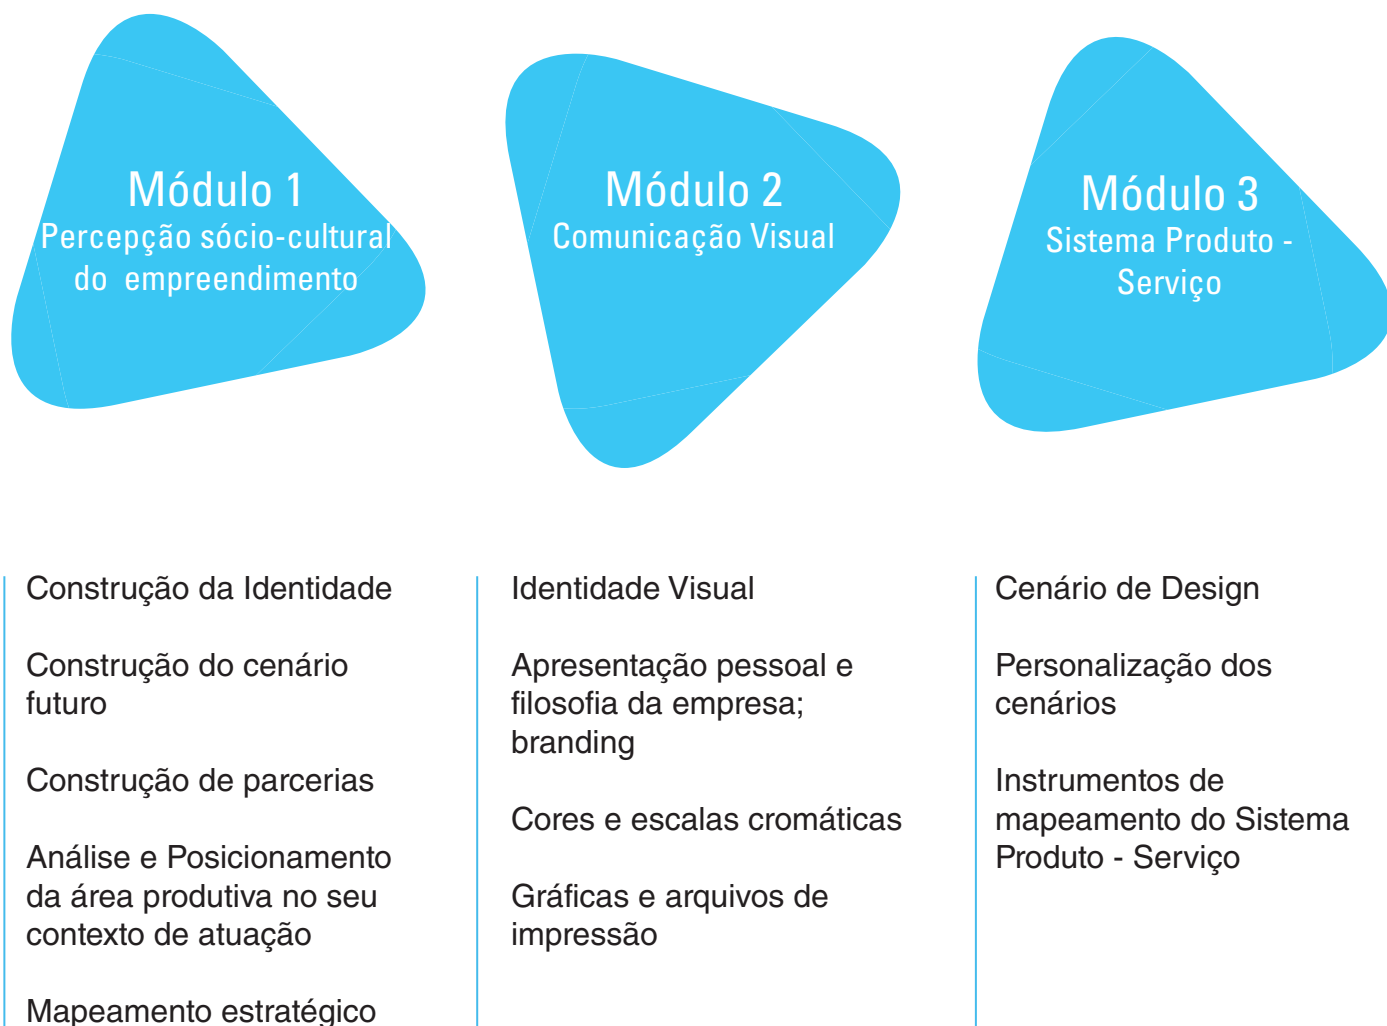 Módulo 1
Percepção sócio-cultural
do empreendimento
Módulo 2
Comunicação Visual
Módulo 3
Sistema Produto -
Serviço
Construção da Identidade
Construção do cenário
futuro
Construção de parcerias
Análise e Posicionamento
da área produtiva no seu
contexto de atuação
Mapeamento estratégico
Identidade Visual
Apresentação pessoal e
filosofia da empresa;
branding
Cores e escalas cromáticas
Gráficas e arquivos de
impressão
Cenário de Design
Personalização dos
cenários
Instrumentos de
mapeamento do Sistema
Produto - Serviço